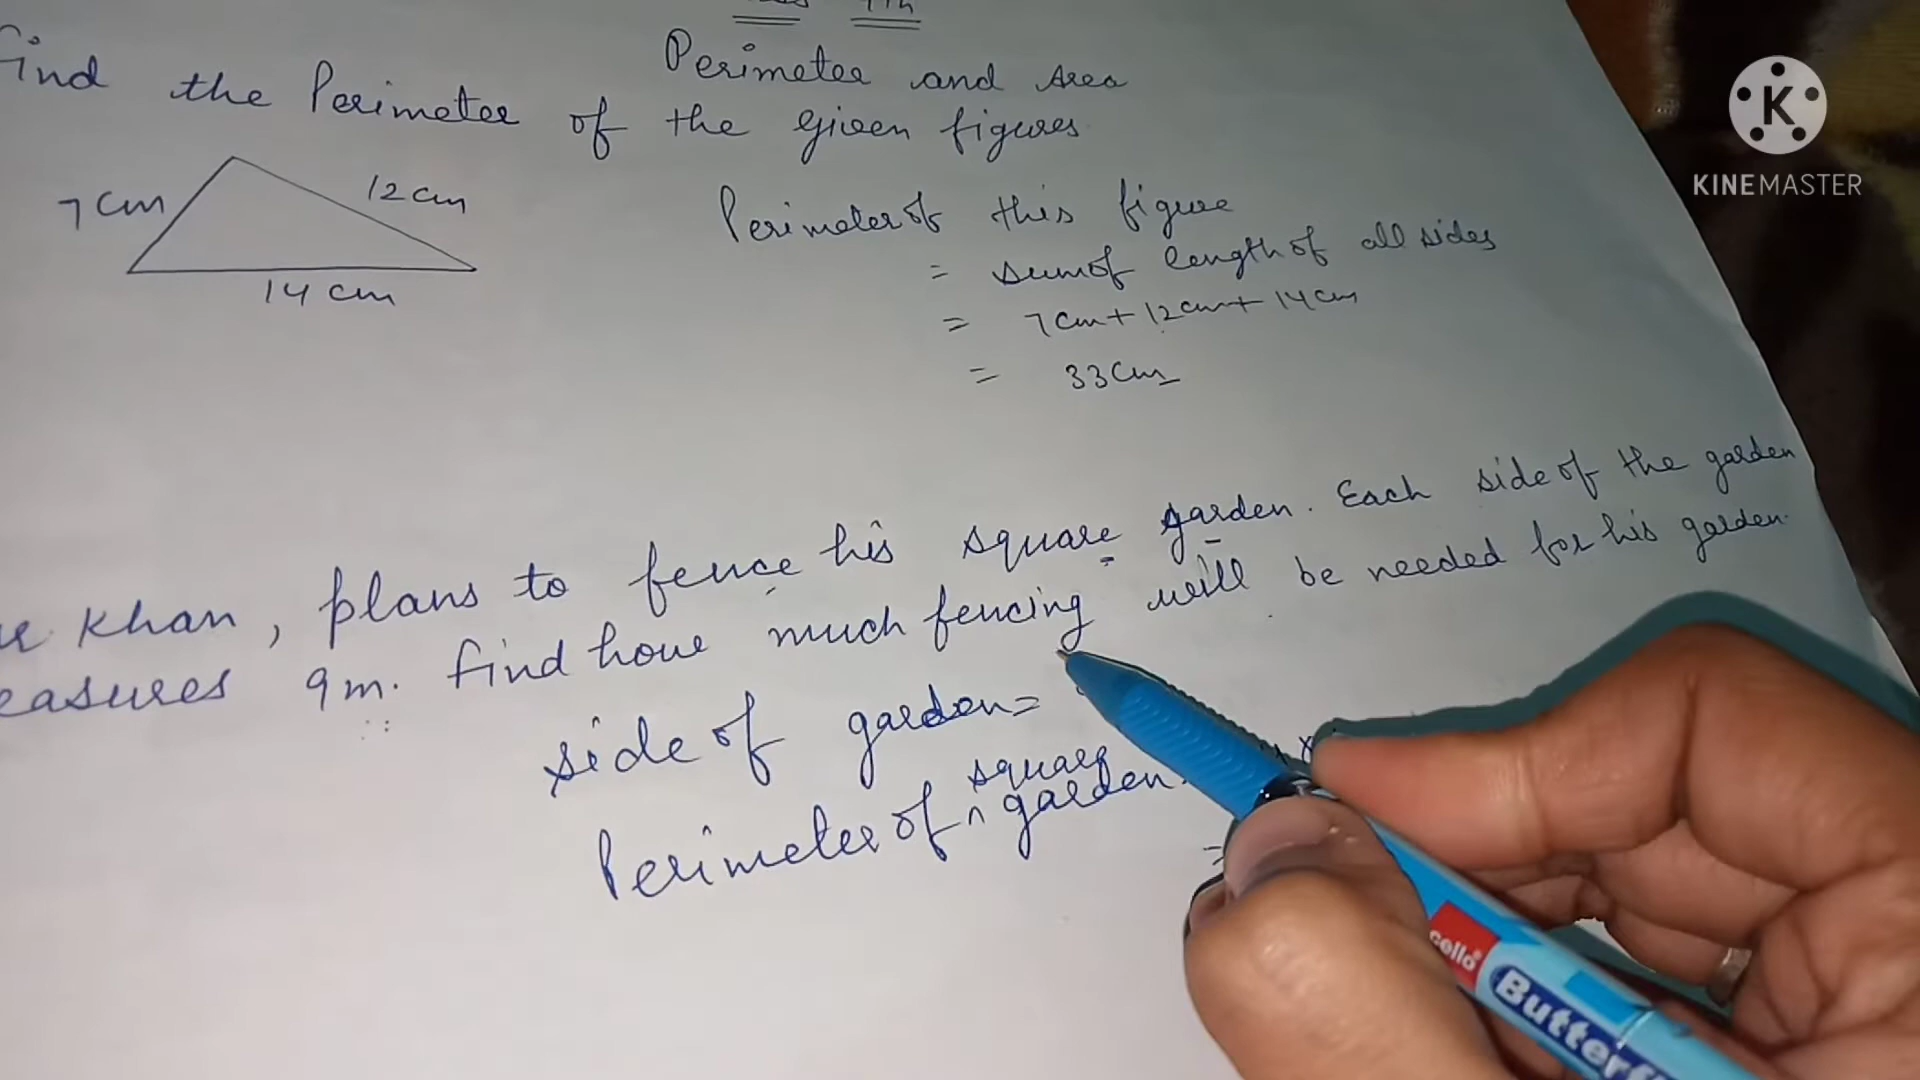 Perimeter and Area
find the Perimeter of the given figures
7cm
12cm
14 cm
Perimeter of this figure
= sum of length of all sides
= 7cm + 12cm + 14cm
= 33cm
Khan, plans to fence his square garden. Each side of the garden
easures 9m. find how much fencing will be needed for his garden.
side of garden =
square
Perimeter of ^ garden
=
K
KINEMASTER
cello
Butterf